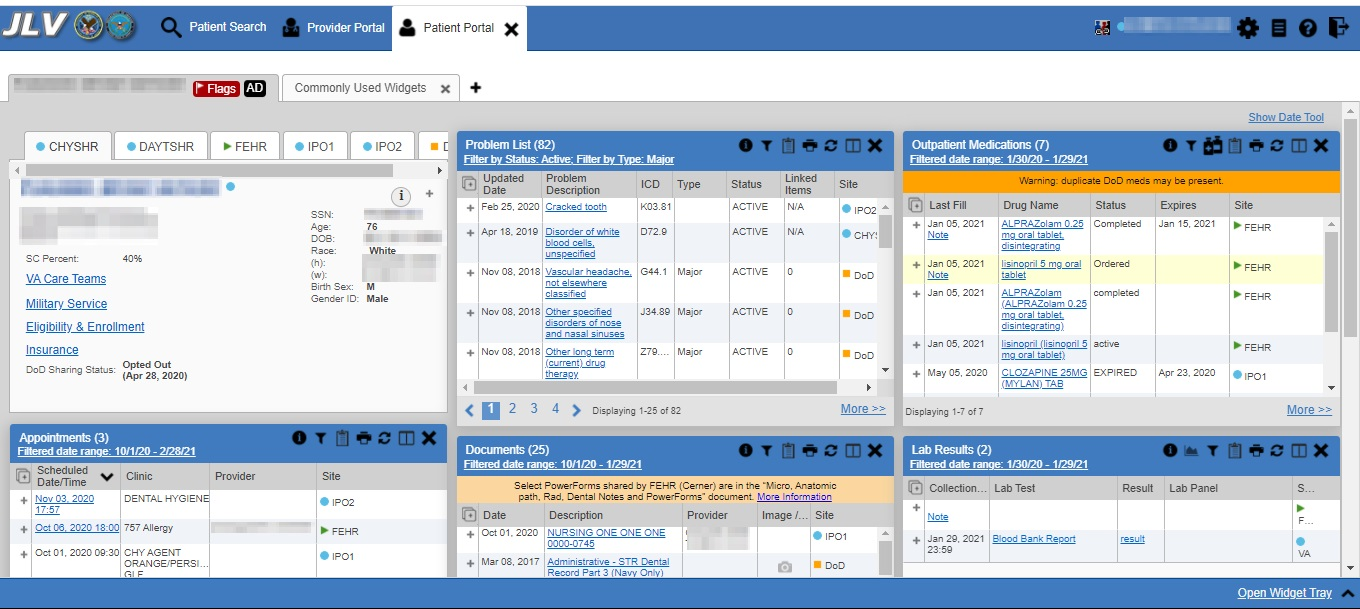 JLV Patient Search Provider Portal Patient Portal
Flags AD Commonly Used Widgets
Show Date Tool
CHYSHR DAYTSHR FEHR IPO1 IPO2
SSN:
Age: 76
DOB:
Race: White
(h):
(w):
Birth Sex: M
Gender ID: Male
SC Percent: 40%
VA Care Teams
Military Service
Eligibility & Enrollment
Insurance
DoD Sharing Status: Opted Out
(Apr 28, 2020)
Problem List (82)
Filter by Status: Active; Filter by Type: Major
Updated Date Problem Description ICD Type Status Linked Items Site
Feb 25, 2020 Cracked tooth K03.81 ACTIVE N/A IPO2
Apr 18, 2019 Disorder of white blood cells, unspecified D72.9 ACTIVE N/A CHYS
Nov 08, 2018 Vascular headache, not elsewhere classified G44.1 Major ACTIVE 0 DoD
Nov 08, 2018 Other specified disorders of nose and nasal sinuses J34.89 Major ACTIVE 0 DoD
Nov 08, 2018 Other long term (current) drug therapy Z79.... Major ACTIVE 0 DoD
1 2 3 4 Displaying 1-25 of 82 More >>
Outpatient Medications (7)
Filtered date range: 1/30/20 - 1/29/21
Warning: duplicate DoD meds may be present.
Last Fill Drug Name Status Expires Site
Jan 05, 2021 Note ALPRAZolam 0.25 mg oral tablet, disintegrating Completed Jan 15, 2021 FEHR
Jan 05, 2021 Note lisinopril 5 mg oral tablet Ordered FEHR
Jan 05, 2021 ALPRAZolam (ALPRAZolam 0.25 mg oral tablet, disintegrating) completed FEHR
Jan 05, 2021 lisinopril (lisinopril 5 mg oral tablet) active FEHR
May 05, 2020 CLOZAPINE 25MG (MYLAN) TAB EXPIRED Apr 23, 2020 IPO1
Displaying 1-7 of 7 More >>
Appointments (3)
Filtered date range: 10/1/20 - 2/28/21
Scheduled Date/Time Clinic Provider Site
Nov 03, 2020 17:57 DENTAL HYGIENE IPO2
Oct 06, 2020 18:00 757 Allergy FEHR
Oct 01, 2020 09:30 CHY AGENT ORANGE/PERSI... GLF IPO1
Documents (25)
Filtered date range: 10/1/20 - 1/29/21
Select PowerForms shared by FEHR (Cerner) are in the "Micro, Anatomic
path, Rad, Dental Notes and PowerForms" document. More Information
Date Description Provider Image /... Site
Oct 01, 2020 NURSING ONE ONE ONE 0000-0745 IPO1
Mar 08, 2017 Administrative - STR Dental Record Part 3 (Navy Only) DoD
Lab Results (2)
Filtered date range: 1/30/20 - 1/29/21
Collection... Lab Test Result Lab Panel S...
Note F...
Jan 29, 2021 23:59 Blood Bank Report result VA
Open Widget Tray